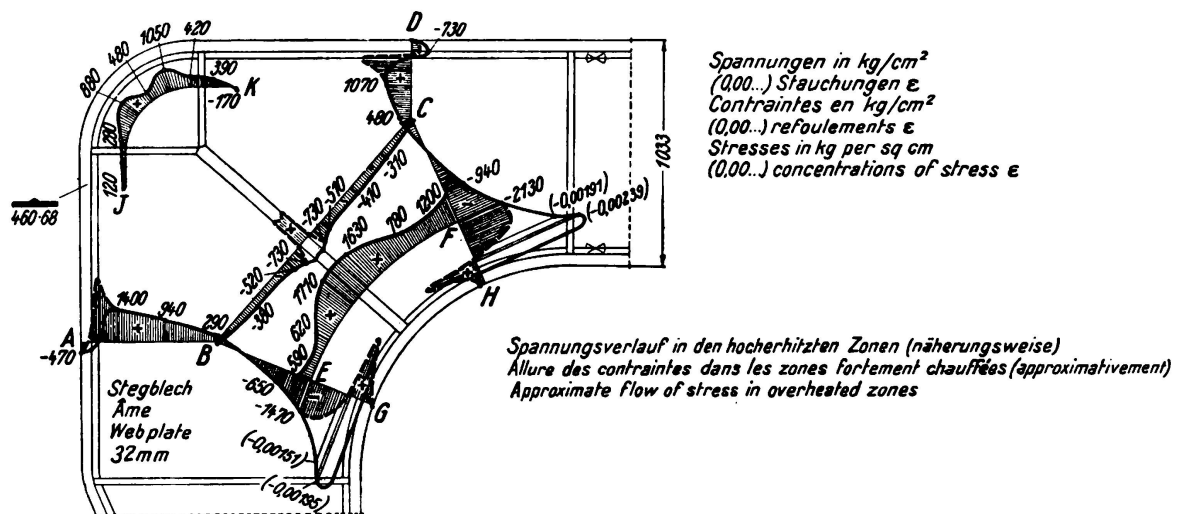 D
-730
420
1050
480
880
390
K
-170
280
120
J
1070
480
C
-310
-410
-510
-730
-940
-2130
(-0,00191)
(-0,00239)
1033
460·68
1200
780
1630
F
H
-730
-520
-380
1710
620
590
E
1400
940
290
A
-470
B
-650
-1470
G
(-0,00151)
(-0,00195)
Stegblech
Âme
Web plate
32mm
Spannungen in kg/cm²
(0,00...) Stauchungen ε
Contraintes en kg/cm²
(0,00...) refoulements ε
Stresses in kg per sq cm
(0,00...) concentrations of stress ε
Spannungsverlauf in den hocherhitzten Zonen (näherungsweise)
Allure des contraintes dans les zones fortement chauffées (approximativement)
Approximate flow of stress in overheated zones